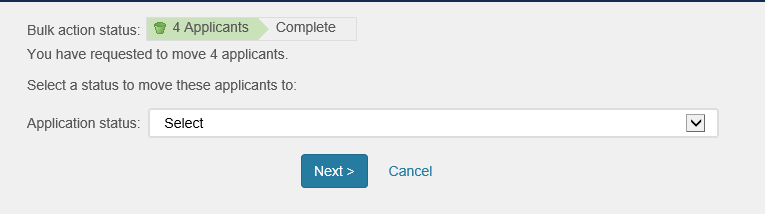 Bulk action status: 4 Applicants Complete
You have requested to move 4 applicants.
Select a status to move these applicants to:
Application status: Select
Next > Cancel